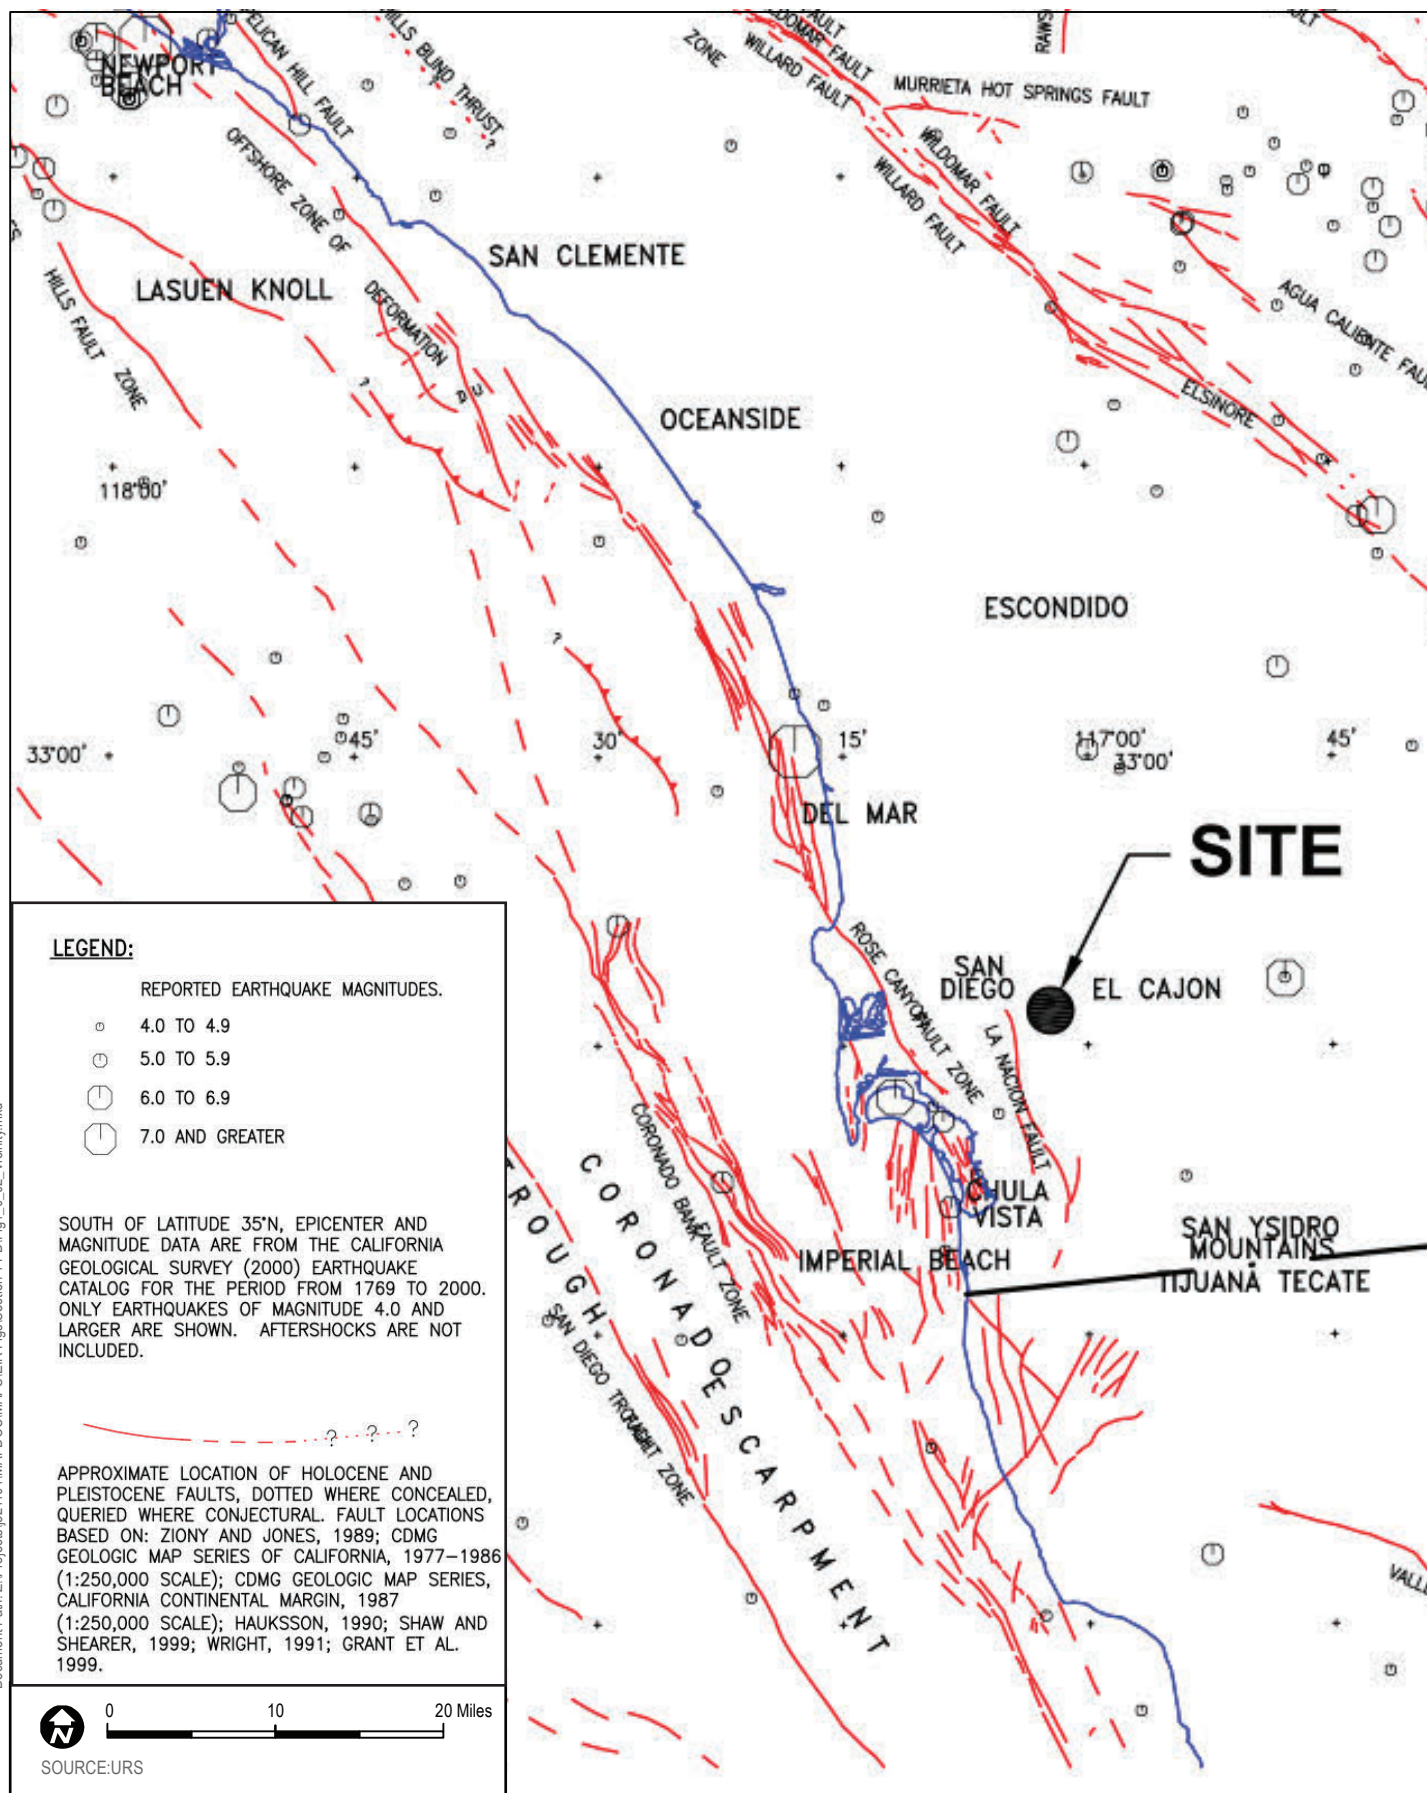 NEWPORT
BEACH
PELICAN HILL FAULT
HILLS BLIND THRUST
?
?
ZONE
FAULT
WILLARD FAULT
RAWS
MURRIETA HOT SPRINGS FAULT
OFFSHORE ZONE OF
DEFORMATION
WILDOMAR FAULT
WILLARD FAULT
SAN CLEMENTE
LASUEN KNOLL
HILLS FAULT ZONE
AGUA CALIENTE FAUL
ELSINORE
?
OCEANSIDE
118°00'
ESCONDIDO
?
33°00'
45'
30'
15'
117°00'
33°00'
45'
DEL MAR
SITE
ROSE CANYON FAULT ZONE
SAN
DIEGO
EL CAJON
LA NACION FAULT
CORONADO BANK FAULT ZONE
CHULA
VISTA
IMPERIAL BEACH
SAN YSIDRO
MOUNTAINS
TIJUANA TECATE
TROUGH
CORONADO ESCARPMENT
SAN DIEGO TROUGH FAULT ZONE
VALLE
LEGEND:
REPORTED EARTHQUAKE MAGNITUDES.
4.0 TO 4.9
5.0 TO 5.9
6.0 TO 6.9
7.0 AND GREATER
SOUTH OF LATITUDE 35°N, EPICENTER AND
MAGNITUDE DATA ARE FROM THE CALIFORNIA
GEOLOGICAL SURVEY (2000) EARTHQUAKE
CATALOG FOR THE PERIOD FROM 1769 TO 2000.
ONLY EARTHQUAKES OF MAGNITUDE 4.0 AND
LARGER ARE SHOWN. AFTERSHOCKS ARE NOT
INCLUDED.
? ? ?
APPROXIMATE LOCATION OF HOLOCENE AND
PLEISTOCENE FAULTS, DOTTED WHERE CONCEALED,
QUERIED WHERE CONJECTURAL. FAULT LOCATIONS
BASED ON: ZIONY AND JONES, 1989; CDMG
GEOLOGIC MAP SERIES OF CALIFORNIA, 1977-1986
(1:250,000 SCALE); CDMG GEOLOGIC MAP SERIES,
CALIFORNIA CONTINENTAL MARGIN, 1987
(1:250,000 SCALE); HAUKSSON, 1990; SHAW AND
SHEARER, 1999; WRIGHT, 1991; GRANT ET AL.
1999.
N
0 10 20 Miles
SOURCE:URS